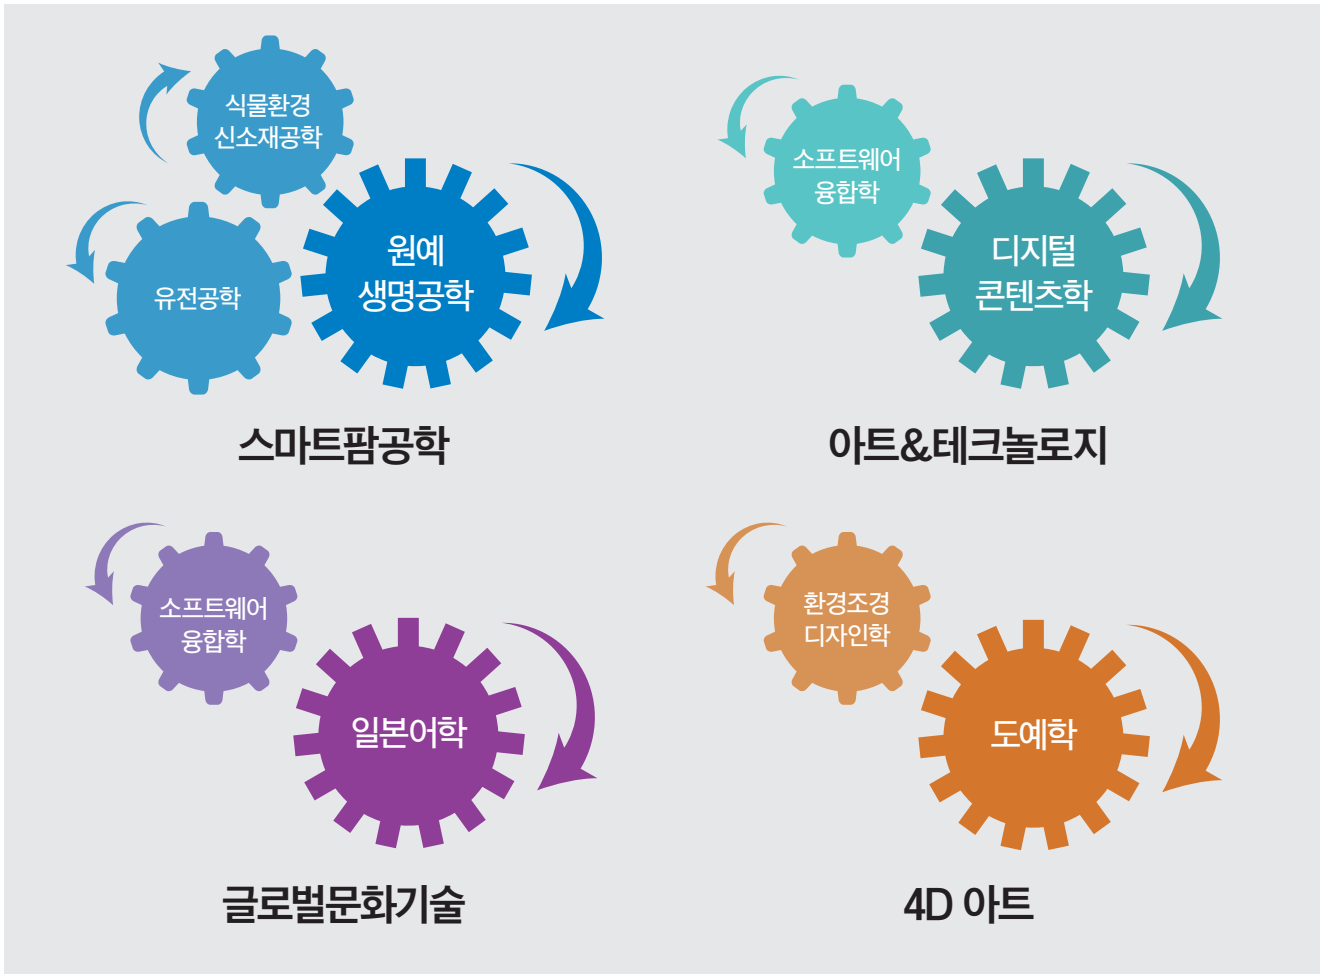 식물환경
신소재공학
유전공학
원예
생명공학
스마트팜공학
소프트웨어
융합학
디지털
콘텐츠학
아트&테크놀로지
소프트웨어
융합학
일본어학
글로벌문화기술
환경조경
디자인학
도예학
4D 아트